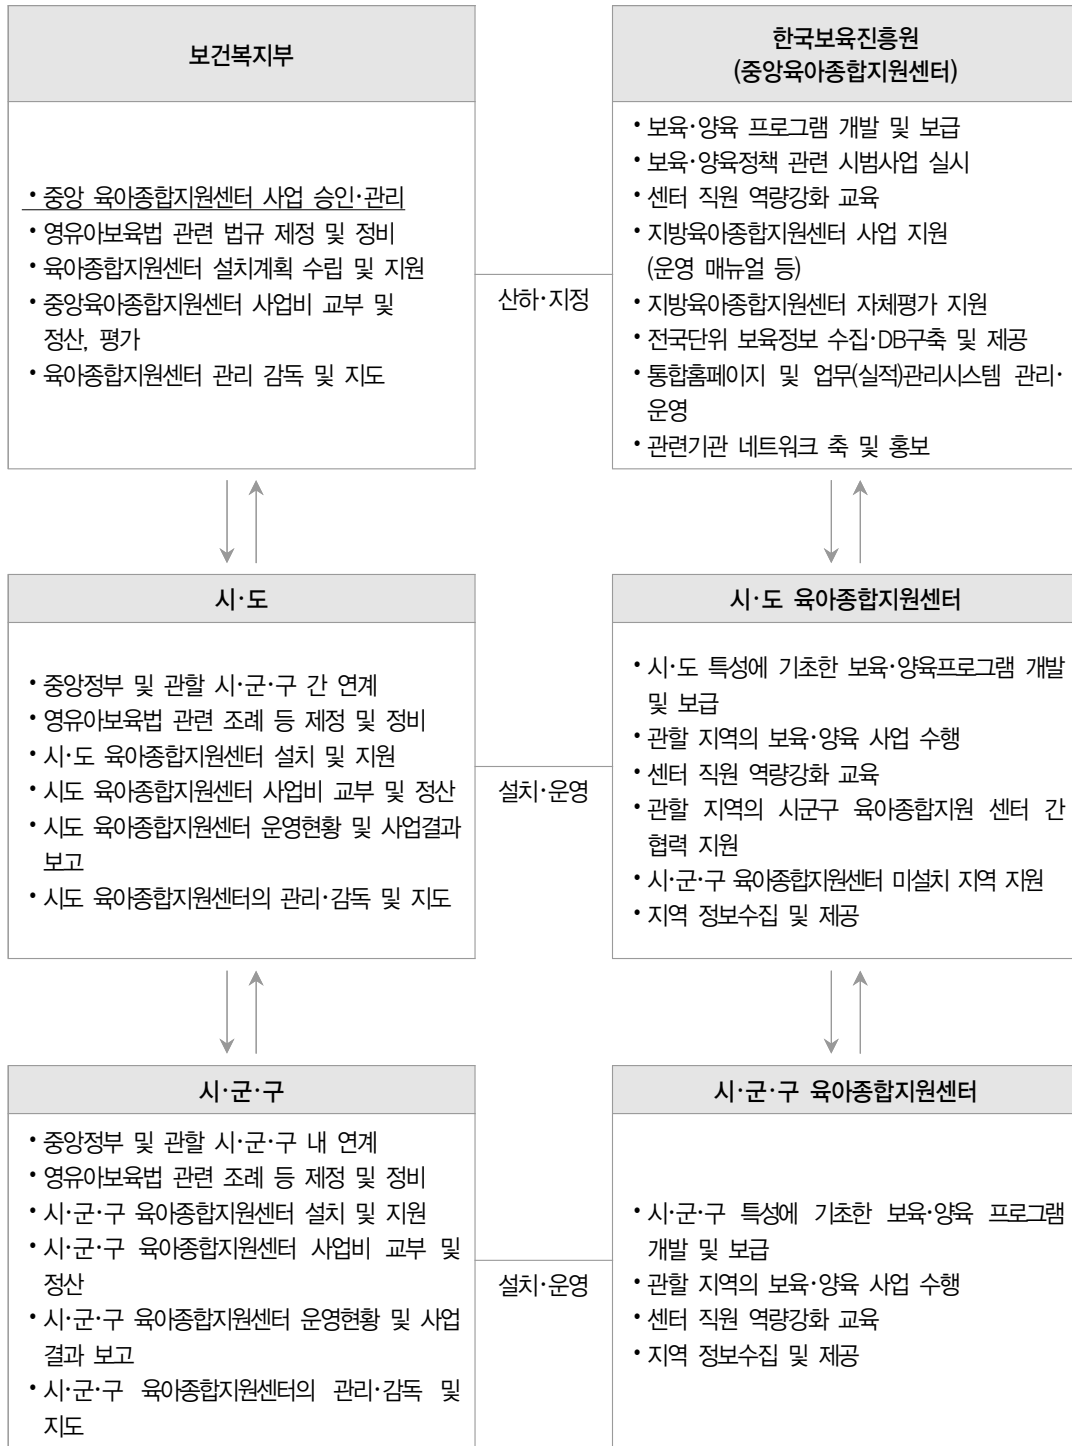 보건복지부
• 중앙 육아종합지원센터 사업 승인·관리
• 영유아보육법 관련 법규 제정 및 정비
• 육아종합지원센터 설치계획 수립 및 지원
• 중앙육아종합지원센터 사업비 교부 및
정산, 평가
• 육아종합지원센터 관리 감독 및 지도
산하·지정
한국보육진흥원
(중앙육아종합지원센터)
• 보육·양육 프로그램 개발 및 보급
• 보육·양육정책 관련 시범사업 실시
• 센터 직원 역량강화 교육
• 지방육아종합지원센터 사업 지원
(운영 매뉴얼 등)
• 지방육아종합지원센터 자체평가 지원
• 전국단위 보육정보 수집·DB구축 및 제공
• 통합홈페이지 및 업무(실적)관리시스템 관리·
운영
• 관련기관 네트워크 축 및 홍보
시·도
• 중앙정부 및 관할 시·군·구 간 연계
• 영유아보육법 관련 조례 등 제정 및 정비
• 시·도 육아종합지원센터 설치 및 지원
• 시도 육아종합지원센터 사업비 교부 및 정산
• 시도 육아종합지원센터 운영현황 및 사업결과
보고
• 시도 육아종합지원센터의 관리·감독 및 지도
설치·운영
시·도 육아종합지원센터
• 시·도 특성에 기초한 보육·양육프로그램 개발
및 보급
• 관할 지역의 보육·양육 사업 수행
• 센터 직원 역량강화 교육
• 관할 지역의 시군구 육아종합지원 센터 간
협력 지원
• 시·군·구 육아종합지원센터 미설치 지역 지원
• 지역 정보수집 및 제공
시·군·구
• 중앙정부 및 관할 시·군·구 내 연계
• 영유아보육법 관련 조례 등 제정 및 정비
• 시·군·구 육아종합지원센터 설치 및 지원
• 시·군·구 육아종합지원센터 사업비 교부 및
정산
• 시·군·구 육아종합지원센터 운영현황 및 사업
결과 보고
• 시·군·구 육아종합지원센터의 관리·감독 및
지도
설치·운영
시·군·구 육아종합지원센터
• 시·군·구 특성에 기초한 보육·양육 프로그램
개발 및 보급
• 관할 지역의 보육·양육 사업 수행
• 센터 직원 역량강화 교육
• 지역 정보수집 및 제공